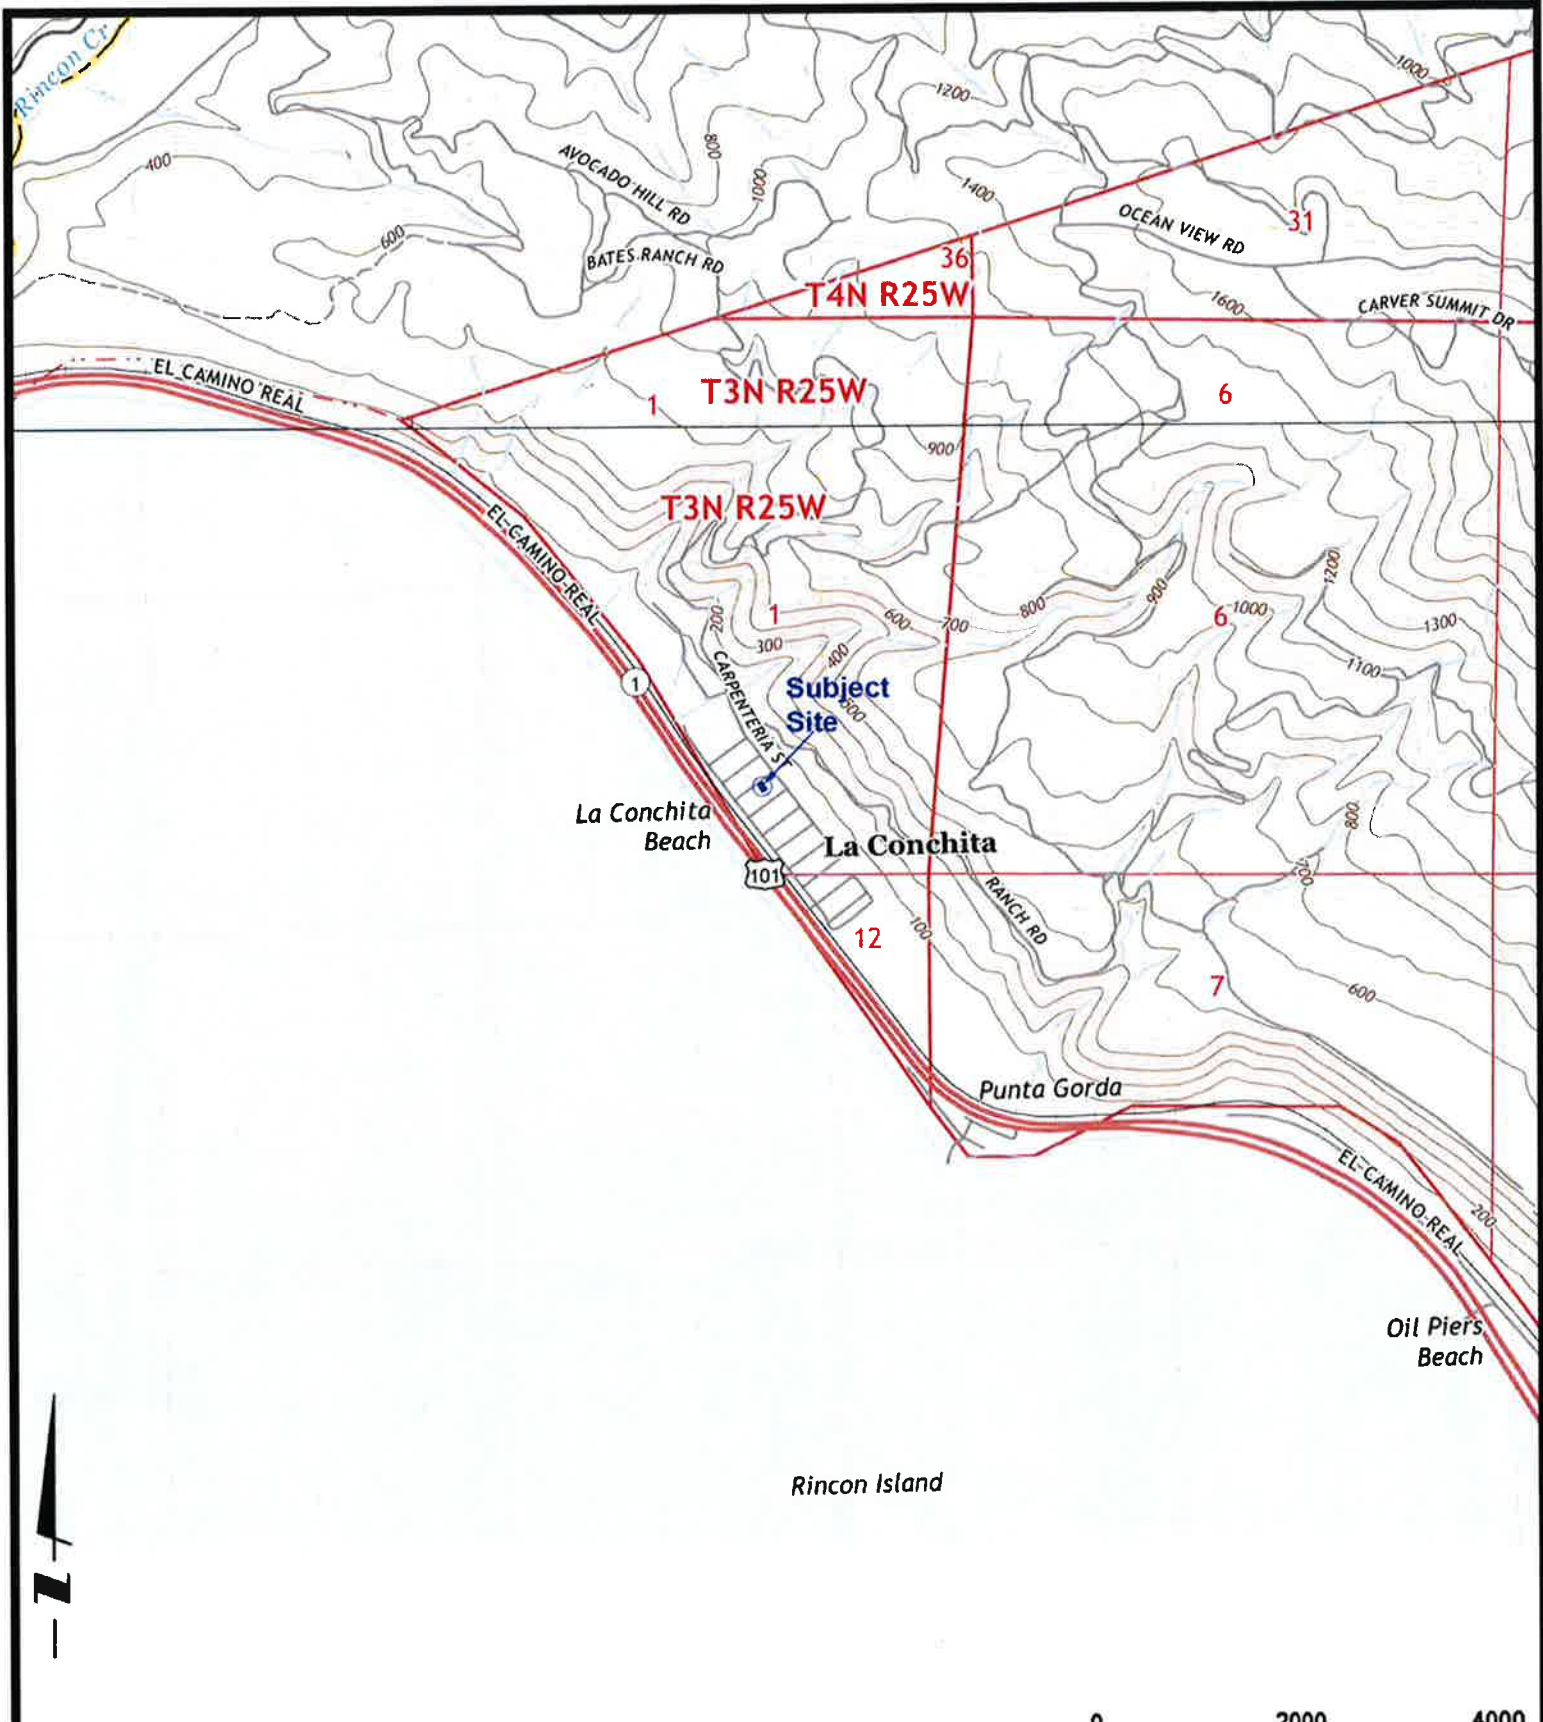 Rincon Cr
1000
1200
800
400
AVOCADO HILL RD
1000
1400
OCEAN VIEW RD
31
600
BATES RANCH RD
36
T4N R25W
1600
CARVER SUMMIT DR
EL CAMINO REAL
T3N R25W
1
6
900
T3N R25W
EL CAMINO REAL
1200
900
800
1
200
600
700
6
1000
1300
300
400
1100
CARPENTERIA ST
1
Subject
Site
600
La Conchita
Beach
800
La Conchita
101
700
RANCH RD
100
12
7
600
Punta Gorda
EL CAMINO REAL
200
Oil Piers
Beach
Rincon Island
0 2000 4000